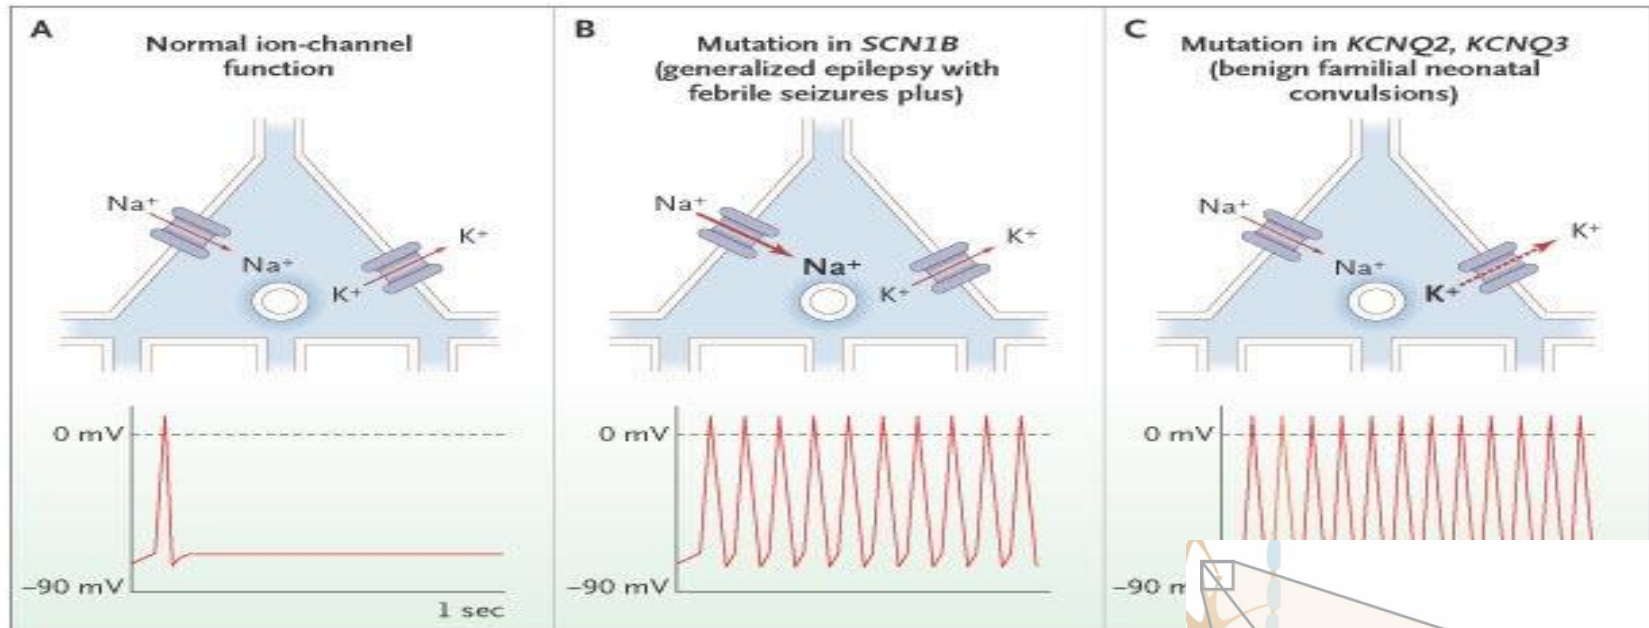 A
Normal ion-channel
function
Na+
Na+
K+
K+
0 mV
–90 mV
1 sec
B
Mutation in SCN1B
(generalized epilepsy with
febrile seizures plus)
Na+
Na+
K+
K+
0 mV
–90 mV
C
Mutation in KCNQ2, KCNQ3
(benign familial neonatal
convulsions)
Na+
Na+
K+
K+
0 mV
–90